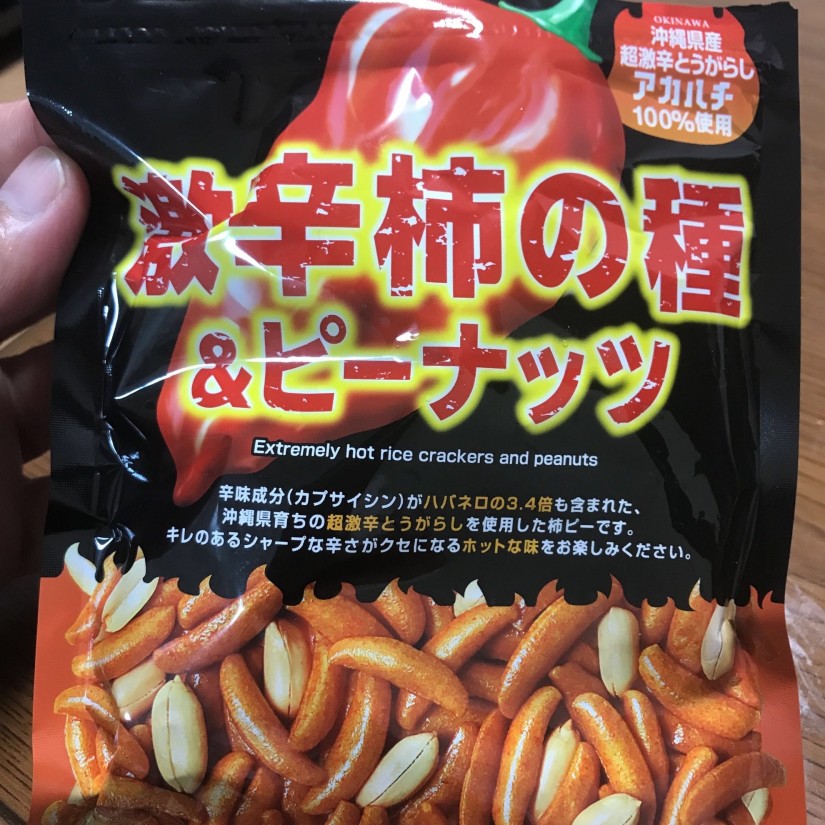 OKINAWA
沖縄県産
超激辛とうがらし
アカハチ
100%使用
激辛柿の種
&ピーナッツ
Extremely hot rice crackers and peanuts
辛味成分(カプサイシン)がハバネロの3.4倍も含まれた、
沖縄県育ちの超激辛とうがらしを使用した柿ピーです。
キレのあるシャープな辛さがクセになるホットな味をお楽しみください。